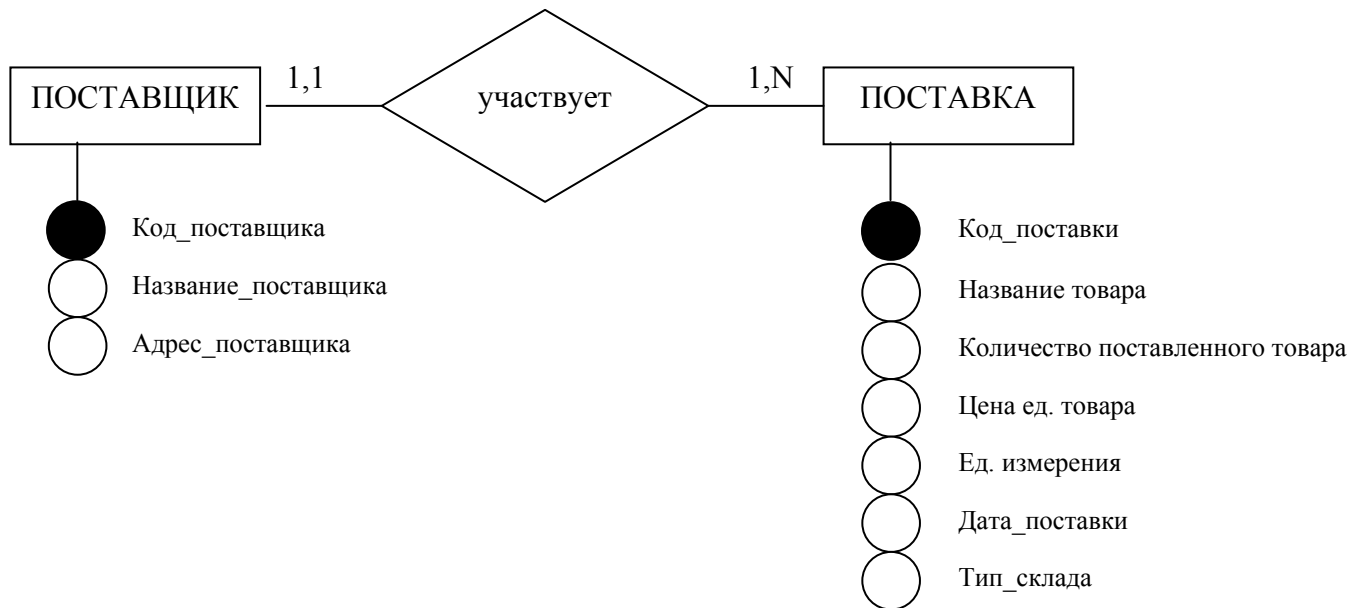 ПОСТАВЩИК
1,1
участвует
1,N
ПОСТАВКА
Код_поставщика
Название_поставщика
Адрес_поставщика
Код_поставки
Название товара
Количество поставленного товара
Цена ед. товара
Ед. измерения
Дата_поставки
Тип_склада